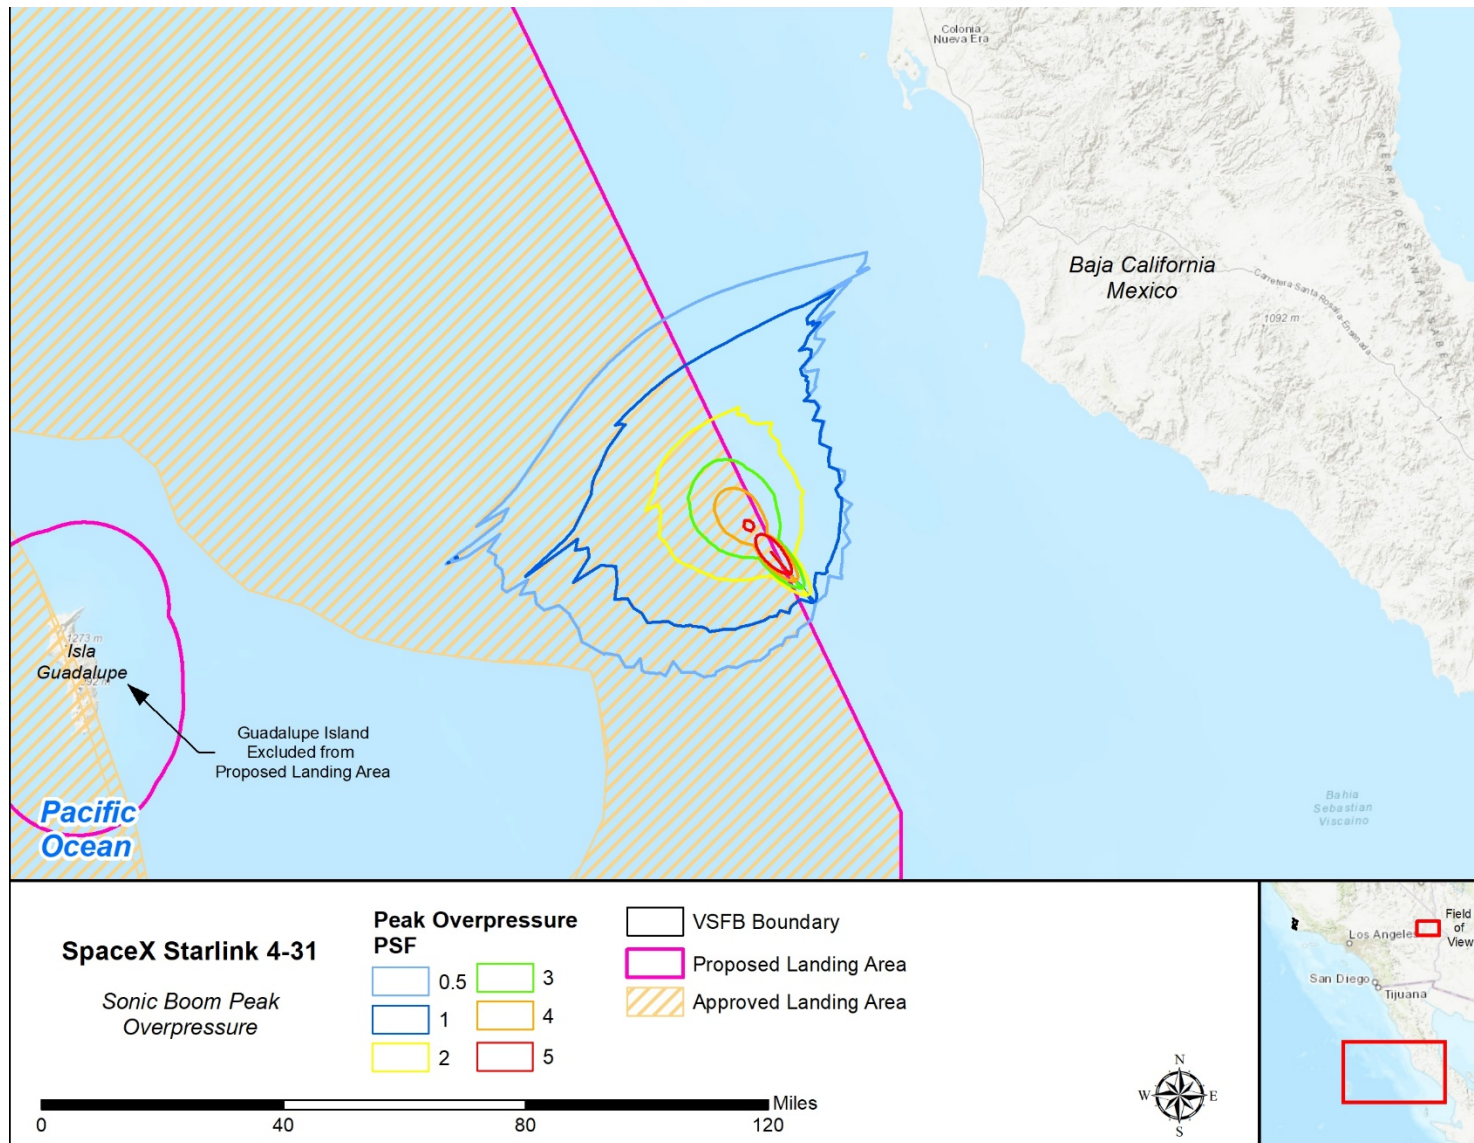 Colonia
Nueva Era
SIERRA DE SAN
Baja California
Mexico
Carretera Santa Rosalia Ensenada
1092 m
1273 m
Isla
Guadalupe
Guadalupe Island
Excluded from
Proposed Landing Area
Pacific
Ocean
Bahia
Sebastian
Viscaino
SpaceX Starlink 4-31
Sonic Boom Peak
Overpressure
Peak Overpressure
PSF
0.5
1
2
3
4
5
VSFB Boundary
Proposed Landing Area
Approved Landing Area
0
40
80
120
Miles
N
W
E
S
Field
of
View
Los Angeles
San Diego
Tijuana